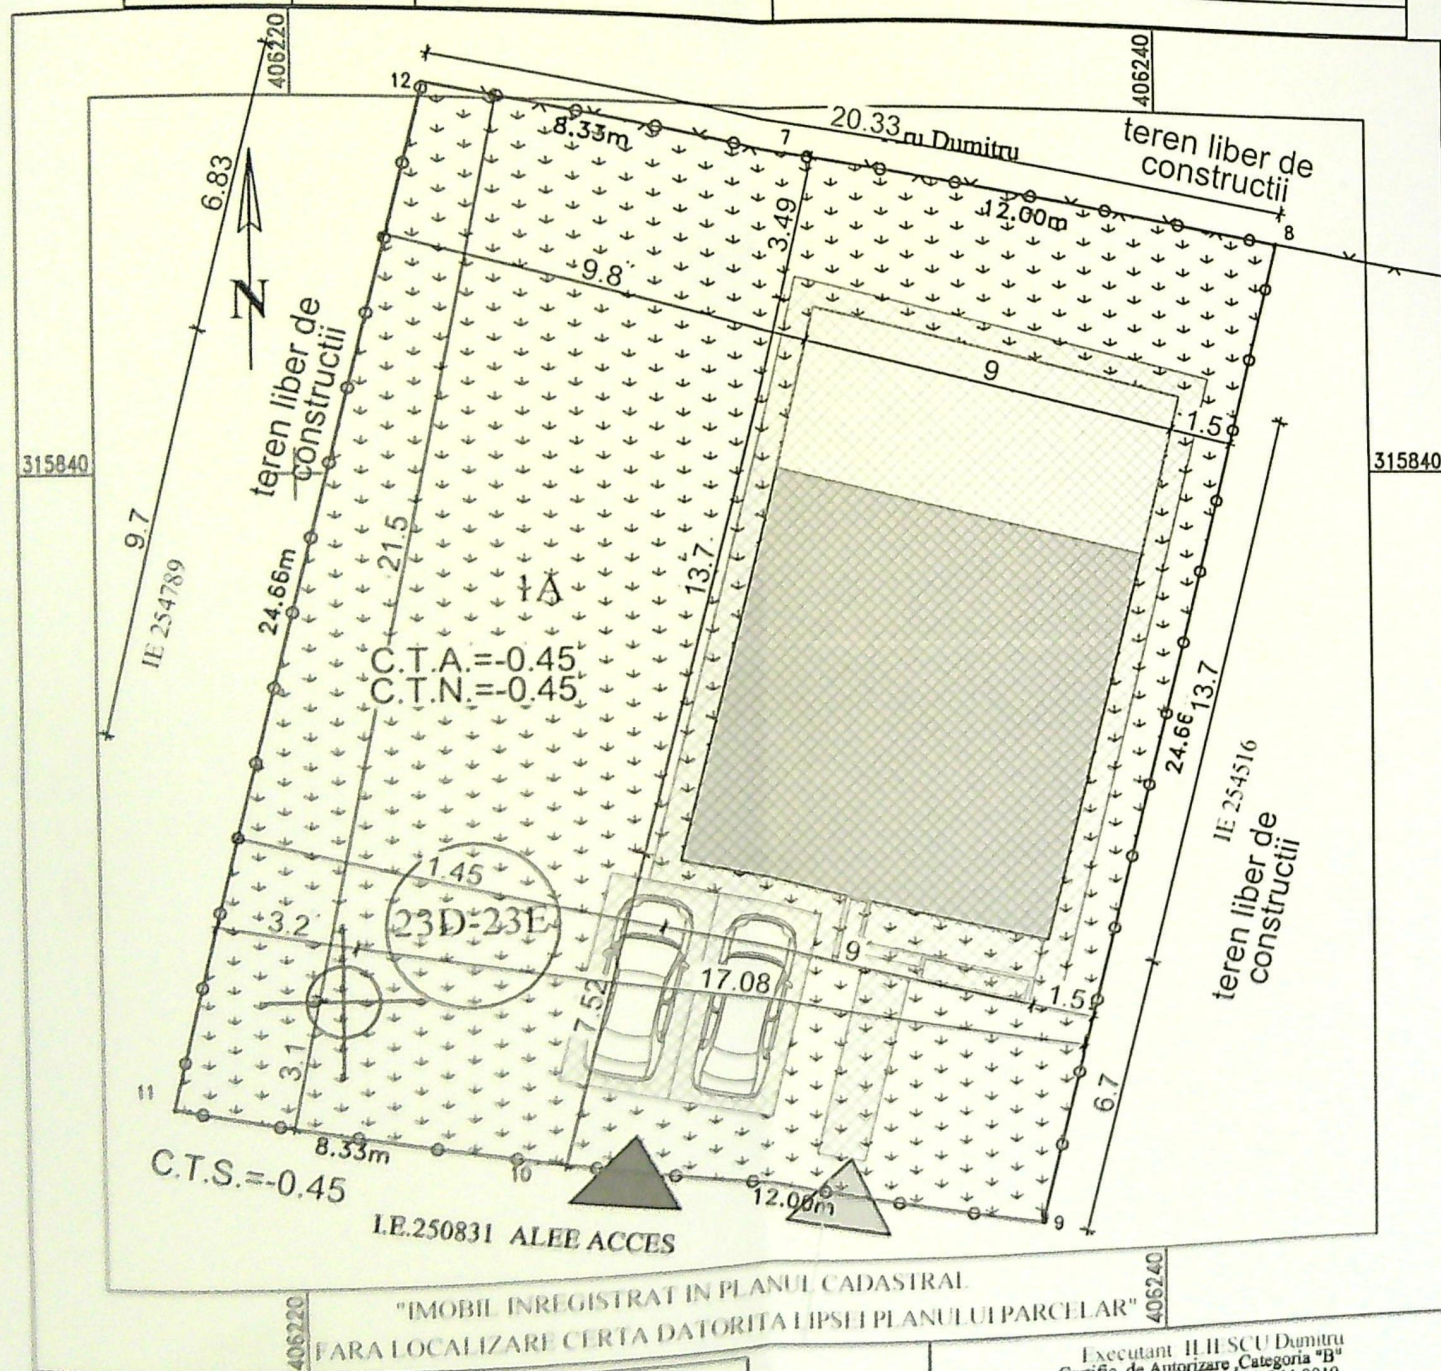 406220
406240
12
20.33
ru Dumitru
8.33m
7
teren liber de
constructii
12.00m
8
6.83
N
3.49
9.8
teren liber de
constructii
9
1.5
315840
315840
9.7
21.5
13.7
IE 254789
24.66m
1A
C.T.A.=-0.45
C.T.N.=-0.45
13.7
24.66
IE 254516
teren liber de
constructii
1.45
3.2
23D-23E
9
17.08
7.52
1.5
3.1
6.7
11
8.33m
10
12.00m
9
C.T.S.=-0.45
I.E.250831 ALEE ACCES
406220
406240
"IMOBIL INREGISTRAT IN PLANUL CADASTRAL
FARA LOCALIZARE CERTA DATORITA LIPSEI PLANULUI PARCELAR"
Executant ILIESCU Dumitru
de Autorizare ,Categoria "B"